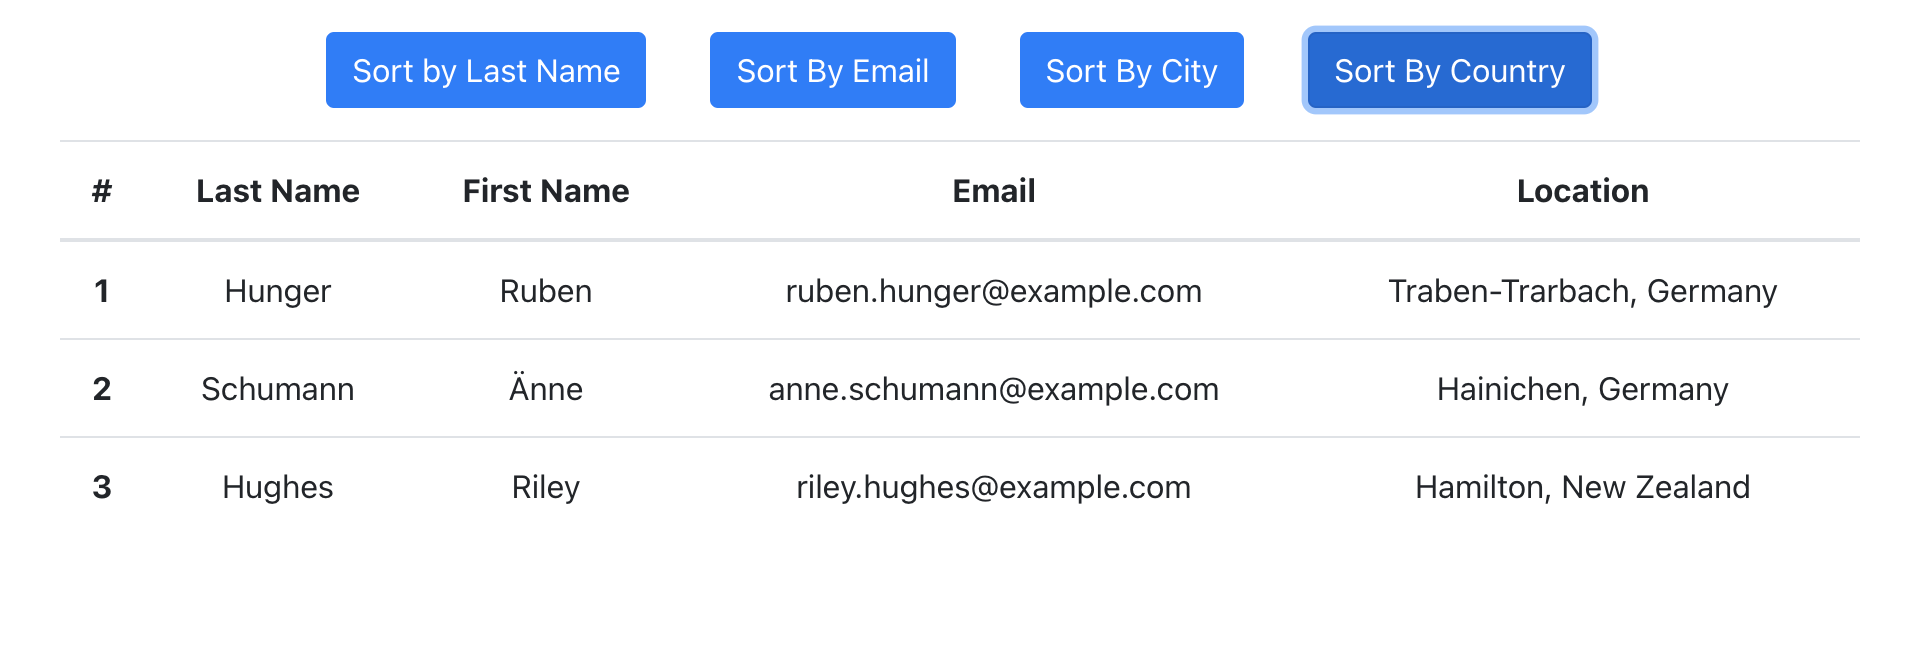 Sort by Last Name Sort By Email Sort By City Sort By Country
# Last Name First Name Email Location
1 Hunger Ruben ruben.hunger@example.com Traben-Trarbach, Germany
2 Schumann Änne anne.schumann@example.com Hainichen, Germany
3 Hughes Riley riley.hughes@example.com Hamilton, New Zealand